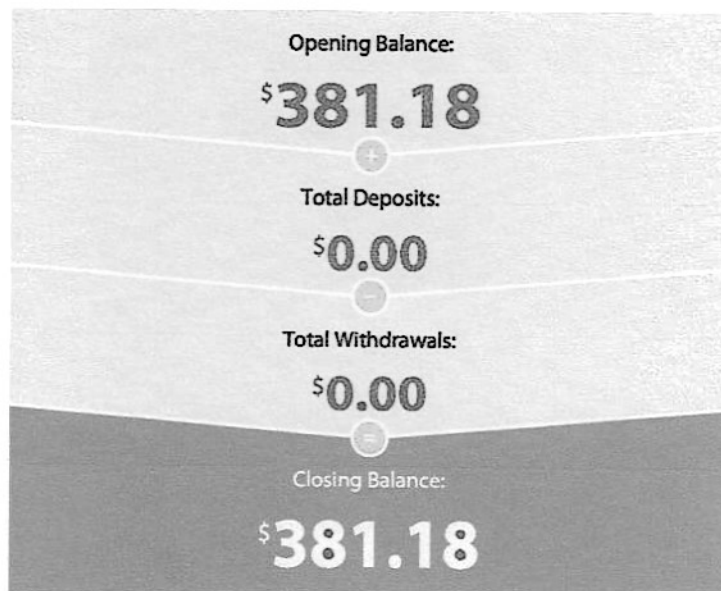 Opening Balance:
$381.18
+
Total Deposits:
$0.00
−
Total Withdrawals:
$0.00
=
Closing Balance:
$381.18